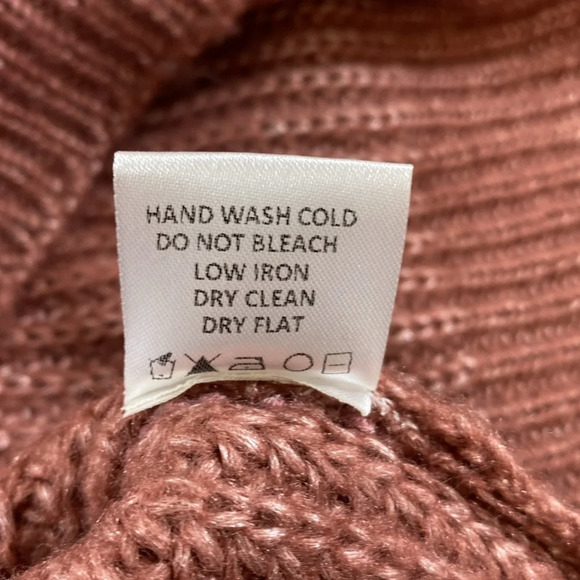 HAND WASH COLD
DO NOT BLEACH
LOW IRON
DRY CLEAN
DRY FLAT